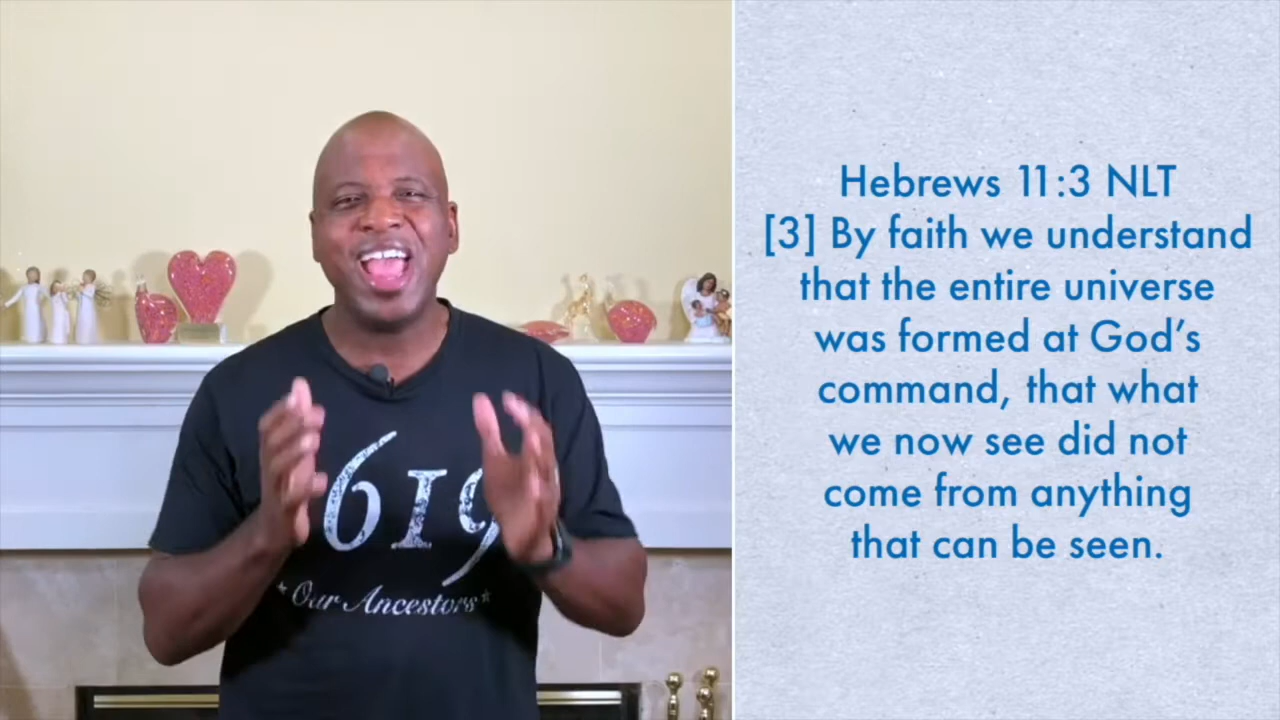 619
Our Ancestors
Hebrews 11:3 NLT
[3] By faith we understand
that the entire universe
was formed at God's
command, that what
we now see did not
come from anything
that can be seen.